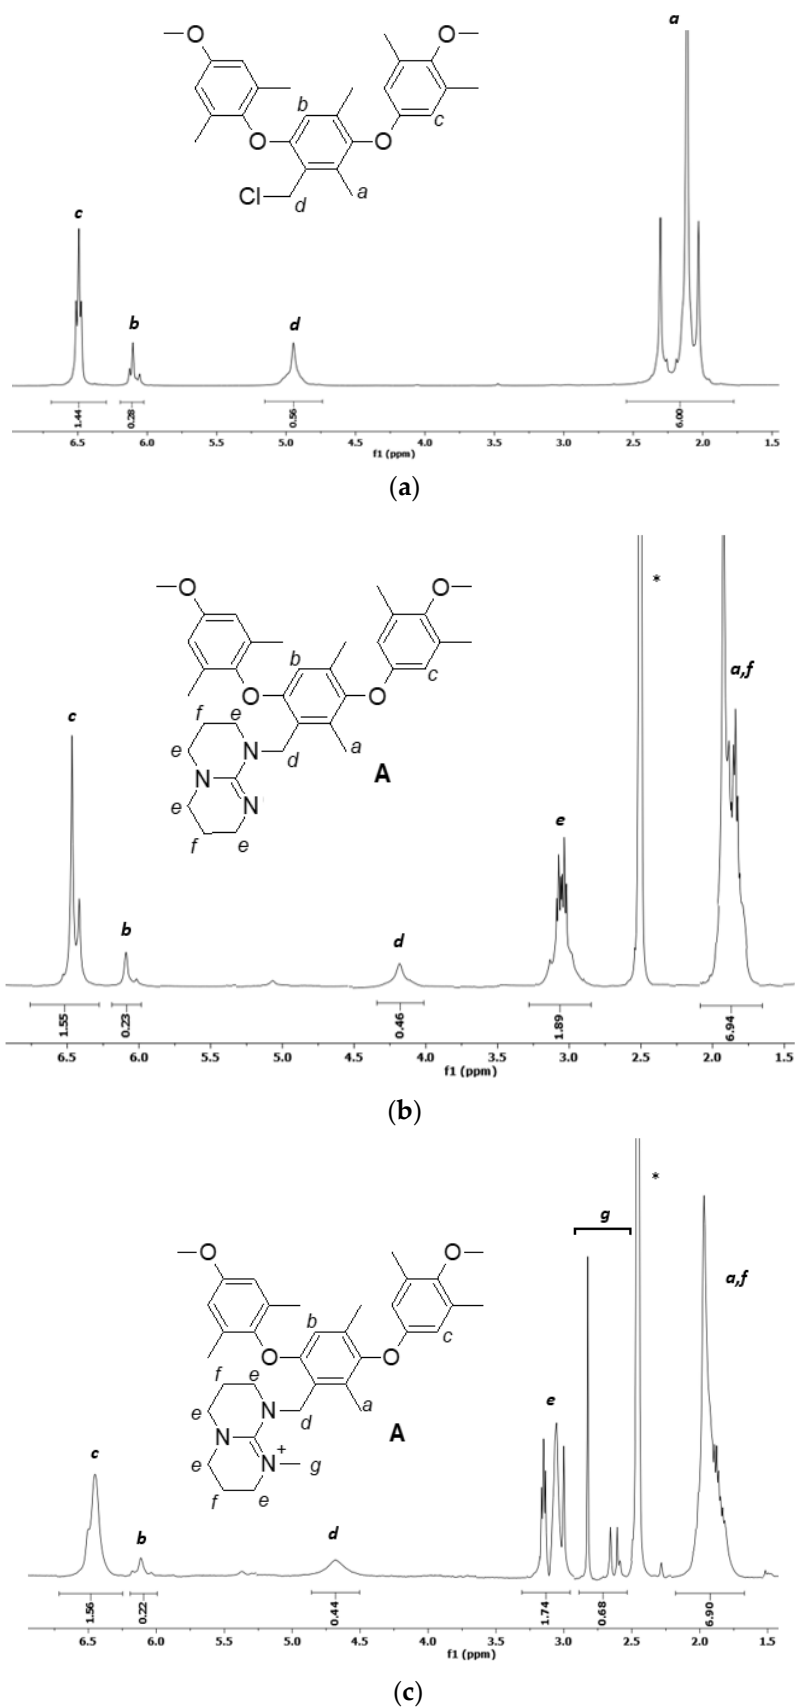 a
O
O
b
c
O
O
Cl
d
a
c
b
d
1.44
0.28
0.56
6.00
6.5 6.0 5.0 4.5 4.0 3.5 3.0 2.5 2.0 1.5
f1 (ppm)
(a)
*
O
O
b
c
a,f
O
O
c
f e
e N a
d
A
N
e N
f e
e
b
d
1.55
0.23
0.46
1.89
6.94
6.5 6.0 5.0 4.5 4.0 3.5 3.0 2.5 2.0 1.5
f1 (ppm)
(b)
*
g
O
O
a,f
b
c
O
O
f e
e N a
d
e
A
N
+
c
e N g
f e
b
d
1.56
0.22
0.44
1.74
0.68
6.90
6.5 6.0 5.5 5.0 4.5 4.0 3.5 3.0 2.5 2.0 1.5
f1 (ppm)
(c)